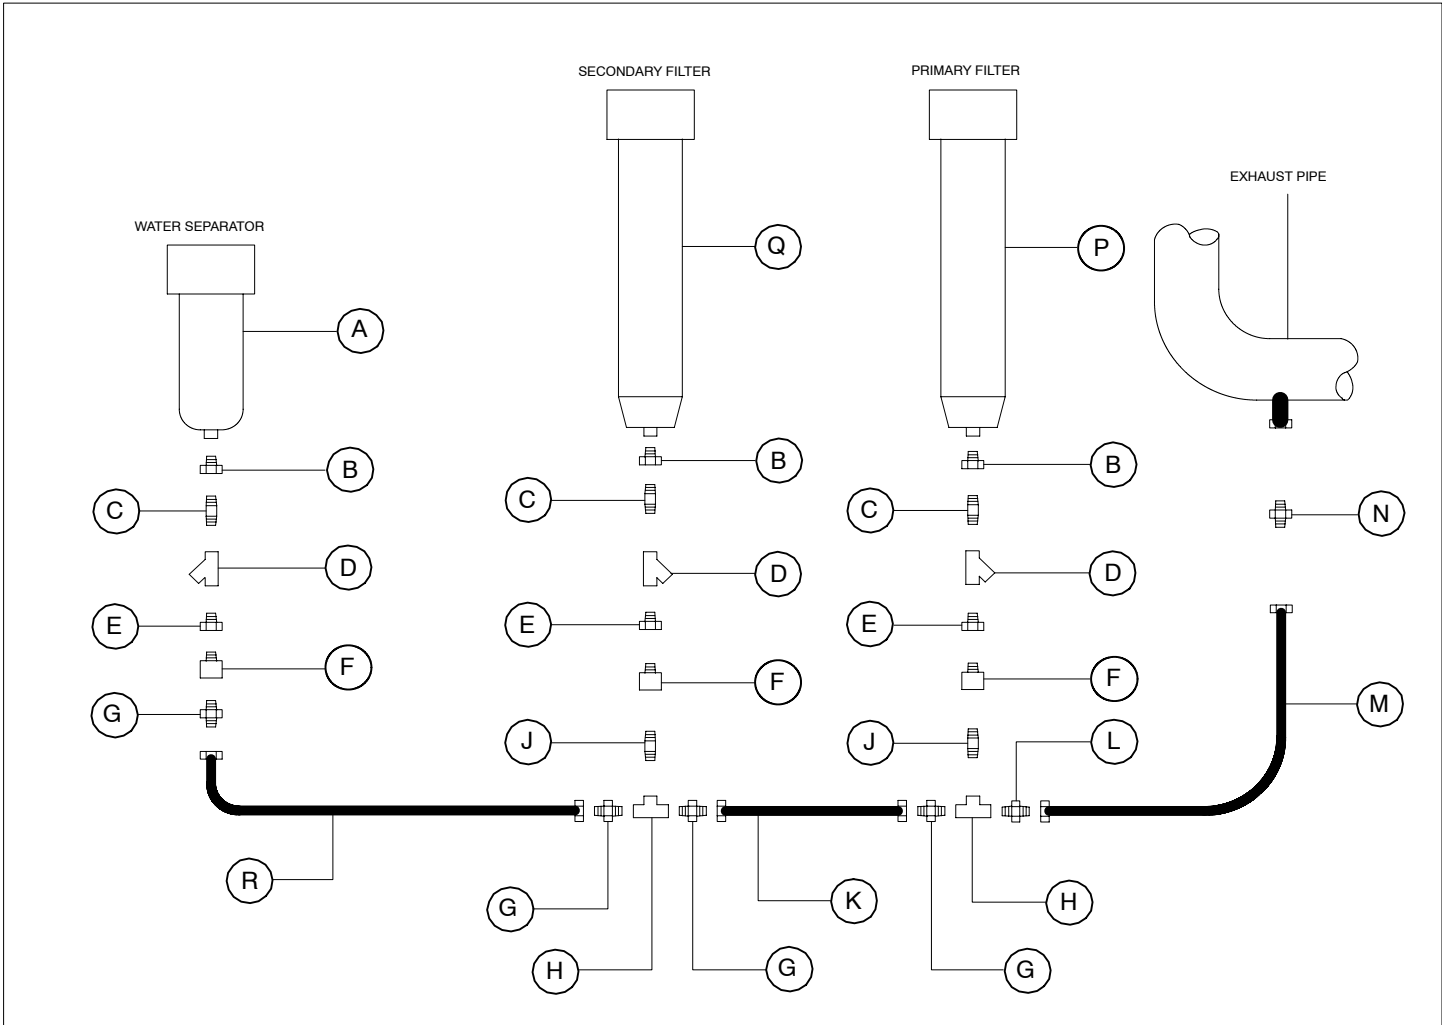 SECONDARY FILTER
PRIMARY FILTER
EXHAUST PIPE
WATER SEPARATOR
Q
P
A
B
B
B
C
C
C
N
D
D
D
E
E
E
F
F
F
G
J
J
L
M
R
G
K
H
H
G
G